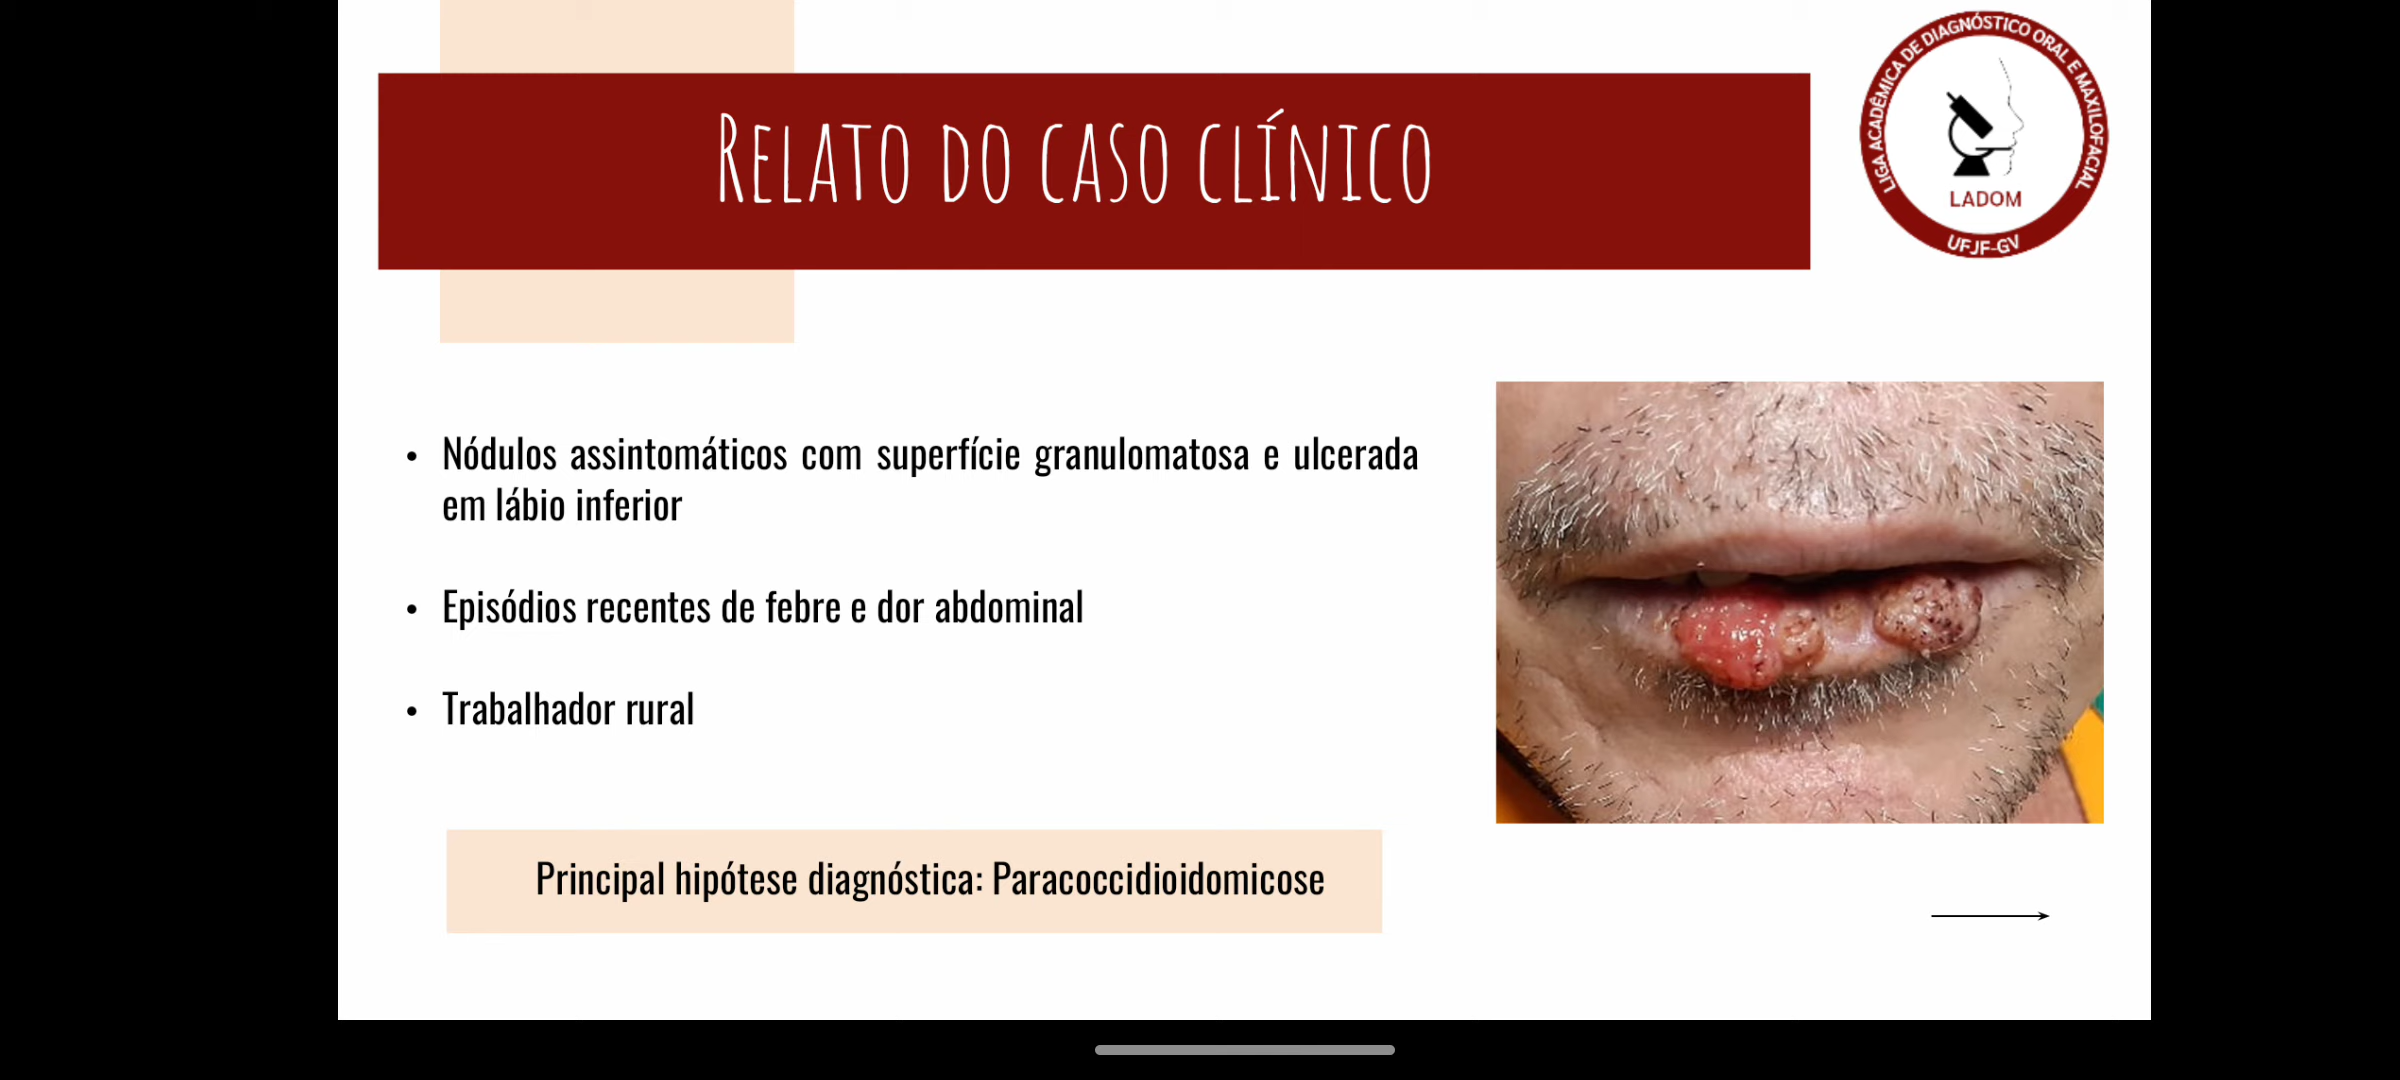 Relato do caso clínico
LIGA ACADÊMICA DE DIAGNÓSTICO ORAL E MAXILOFACIAL
LADOM
UFJF-GV
• Nódulos assintomáticos com superfície granulomatosa e ulcerada
em lábio inferior
• Episódios recentes de febre e dor abdominal
• Trabalhador rural
Principal hipótese diagnóstica: Paracoccidioidomicose